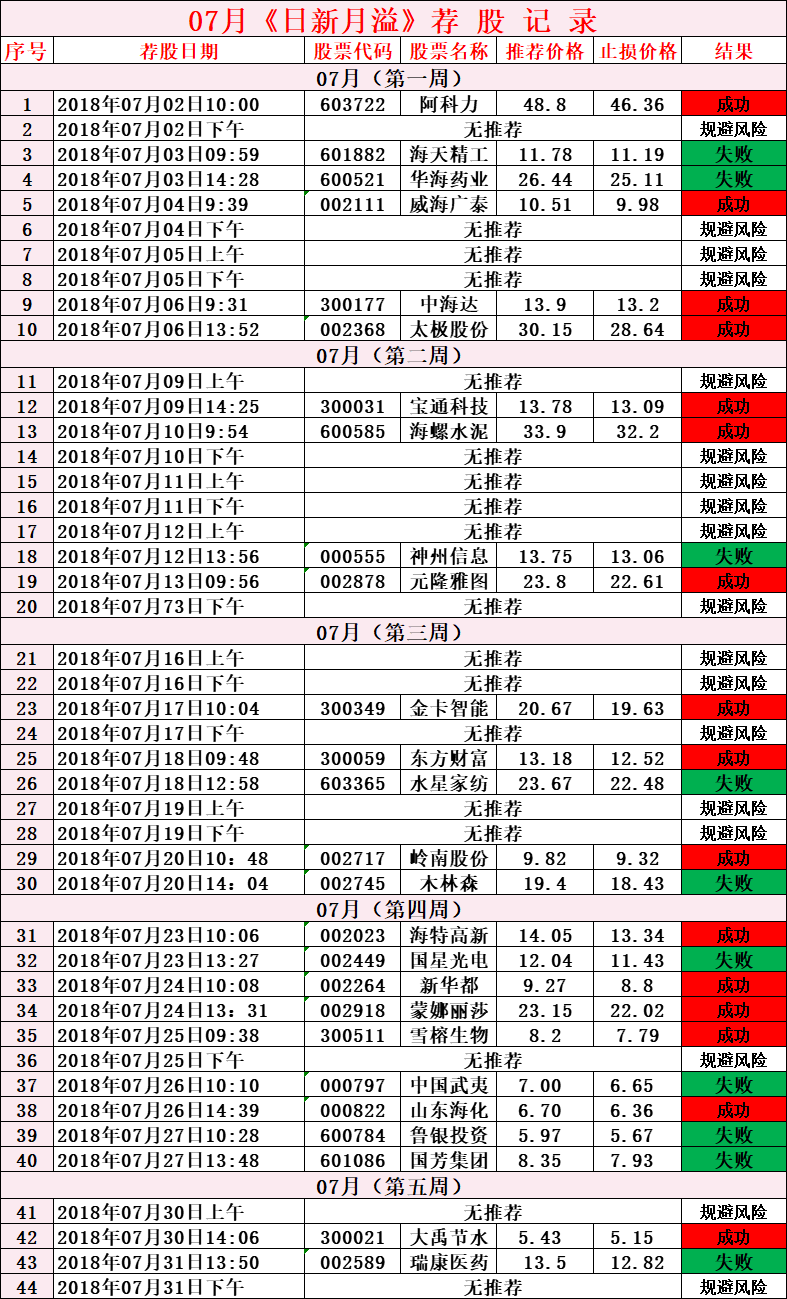 07月《日新月溢》荐 股 记 录
序号 荐股日期 股票代码 股票名称 推荐价格 止损价格 结果
07月（第一周）
1 2018年07月02日10:00 603722 阿科力 48.8 46.36 成功
2 2018年07月02日下午 无推荐 规避风险
3 2018年07月03日09:59 601882 海天精工 11.78 11.19 失败
4 2018年07月03日14:28 600521 华海药业 26.44 25.11 失败
5 2018年07月04日9:39 002111 威海广泰 10.51 9.98 成功
6 2018年07月04日下午 无推荐 规避风险
7 2018年07月05日上午 无推荐 规避风险
8 2018年07月05日下午 无推荐 规避风险
9 2018年07月06日9:31 300177 中海达 13.9 13.2 成功
10 2018年07月06日13:52 002368 太极股份 30.15 28.64 成功
07月（第二周）
11 2018年07月09日上午 无推荐 规避风险
12 2018年07月09日14:25 300031 宝通科技 13.78 13.09 成功
13 2018年07月10日9:54 600585 海螺水泥 33.9 32.2 成功
14 2018年07月10日下午 无推荐 规避风险
15 2018年07月11日上午 无推荐 规避风险
16 2018年07月11日下午 无推荐 规避风险
17 2018年07月12日上午 无推荐 规避风险
18 2018年07月12日13:56 000555 神州信息 13.75 13.06 失败
19 2018年07月13日09:56 002878 元隆雅图 23.8 22.61 成功
20 2018年07月73日下午 无推荐 规避风险
07月（第三周）
21 2018年07月16日上午 无推荐 规避风险
22 2018年07月16日下午 无推荐 规避风险
23 2018年07月17日10:04 300349 金卡智能 20.67 19.63 成功
24 2018年07月17日下午 无推荐 规避风险
25 2018年07月18日09:48 300059 东方财富 13.18 12.52 成功
26 2018年07月18日12:58 603365 水星家纺 23.67 22.48 失败
27 2018年07月19日上午 无推荐 规避风险
28 2018年07月19日下午 无推荐 规避风险
29 2018年07月20日10：48 002717 岭南股份 9.82 9.32 成功
30 2018年07月20日14：04 002745 木林森 19.4 18.43 失败
07月（第四周）
31 2018年07月23日10:06 002023 海特高新 14.05 13.34 成功
32 2018年07月23日13:27 002449 国星光电 12.04 11.43 失败
33 2018年07月24日10:08 002264 新华都 9.27 8.8 成功
34 2018年07月24日13：31 002918 蒙娜丽莎 23.15 22.02 成功
35 2018年07月25日09:38 300511 雪榕生物 8.2 7.79 成功
36 2018年07月25日下午 无推荐 规避风险
37 2018年07月26日10:10 000797 中国武夷 7.00 6.65 失败
38 2018年07月26日14:39 000822 山东海化 6.70 6.36 成功
39 2018年07月27日10:28 600784 鲁银投资 5.97 5.67 失败
40 2018年07月27日13:48 601086 国芳集团 8.35 7.93 失败
07月（第五周）
41 2018年07月30日上午 无推荐 规避风险
42 2018年07月30日14:06 300021 大禹节水 5.43 5.15 成功
43 2018年07月31日13:50 002589 瑞康医药 13.5 12.82 失败
44 2018年07月31日下午 无推荐 规避风险